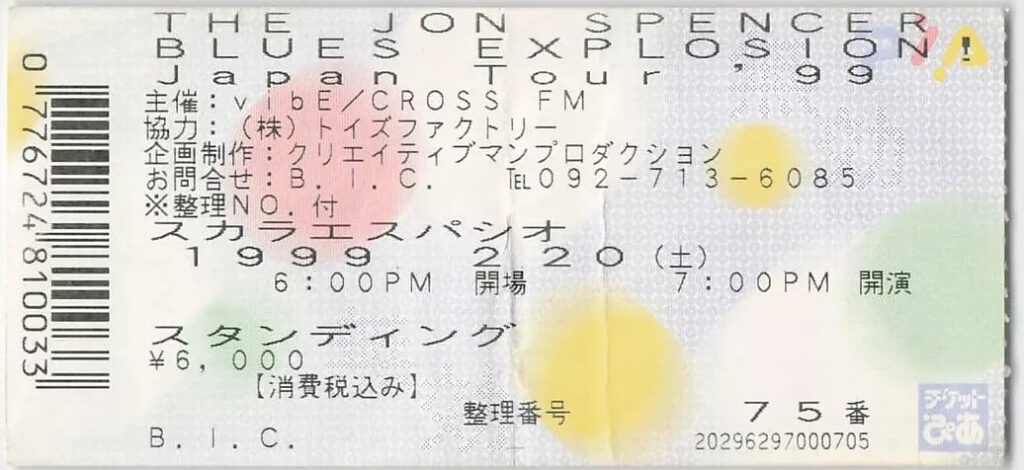 THE JON SPENCER
BLUES EXPLOSION
Japan Tour '99
主催:vibE/CROSS FM
協力:(株)トイズファクトリー
企画制作:クリエイティブマンプロダクション
お問合せ:B.I.C. ℡092-713-6085
※整理NO.付
スカラエスパシオ
1999 2.20(土)
6:00PM 開場 7:00PM 開演
スタンディング
¥6,000
【消費税込み】
整理番号 75番
B.I.C. 20296297000705
チケットぴあ
0 776724810033